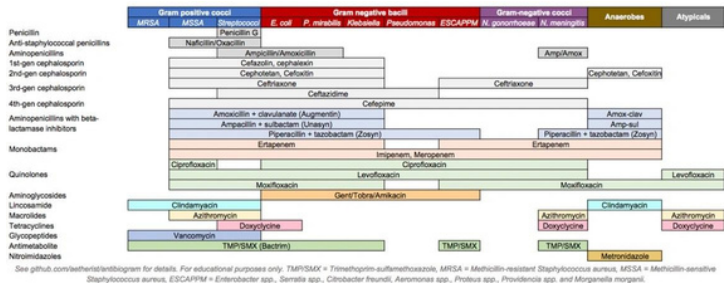 Gram positive cocci Gram negative bacilli Gram-negative cocci Anaerobes Atypicals
MRSA MSSA Streptococci E. coli P. mirabilis Klebsiella Pseudomonas ESCAPPM N. gonorrhoeae N. meningitis
Penicillin Penicillin G
Anti-staphylococcal penicillins Naficillin/Oxacillin
Aminopenicillins Ampicillin/Amoxicillin Amp/Amox
1st-gen cephalosporin Cefazolin, cephalexin
2nd-gen cephalosporin Cephotetan, Cefoxitin Cephotetan, Cefoxitin
3rd-gen cephalosporin Ceftriaxone Ceftriaxone
Ceftazidime
4th-gen cephalosporin Cefepime
Aminopenicillins with beta-lactamase inhibitors Amoxicillin + clavulanate (Augmentin) Amox-clav
Ampacillin + sulbactam (Unasyn) Amp-sul
Piperacillin + tazobactam (Zosyn) Piperacillin + tazobactam (Zosyn)
Monobactams Ertapenem Ertapenem
Imipenem, Meropenem
Quinolones Ciprofloxacin Ciprofloxacin
Levofloxacin Levofloxacin
Moxifloxacin Moxifloxacin
Aminoglycosides Gent/Tobra/Amikacin
Lincosamide Clindamyacin Clindamyacin
Macrolides Azithromycin Azithromycin Azithromycin
Tetracyclines Doxycycline Doxycycline Doxycycline
Glycopeptides Vancomycin
Antimetabolite TMP/SMX (Bactrim) TMP/SMX TMP/SMX
Nitroimidazoles Metronidazole
See github.com/aetherist/antibiogram for details. For educational purposes only. TMP/SMX = Trimethoprim-sulfamethoxazole, MRSA = Methicillin-resistant Staphylococcus aureus, MSSA = Methicillin-sensitive
Staphylococcus aureus, ESCAPPM = Enterobacter spp., Serratia spp., Citrobacter freundii, Aeromonas spp., Proteus spp., Providencia spp. and Morganella morganii.